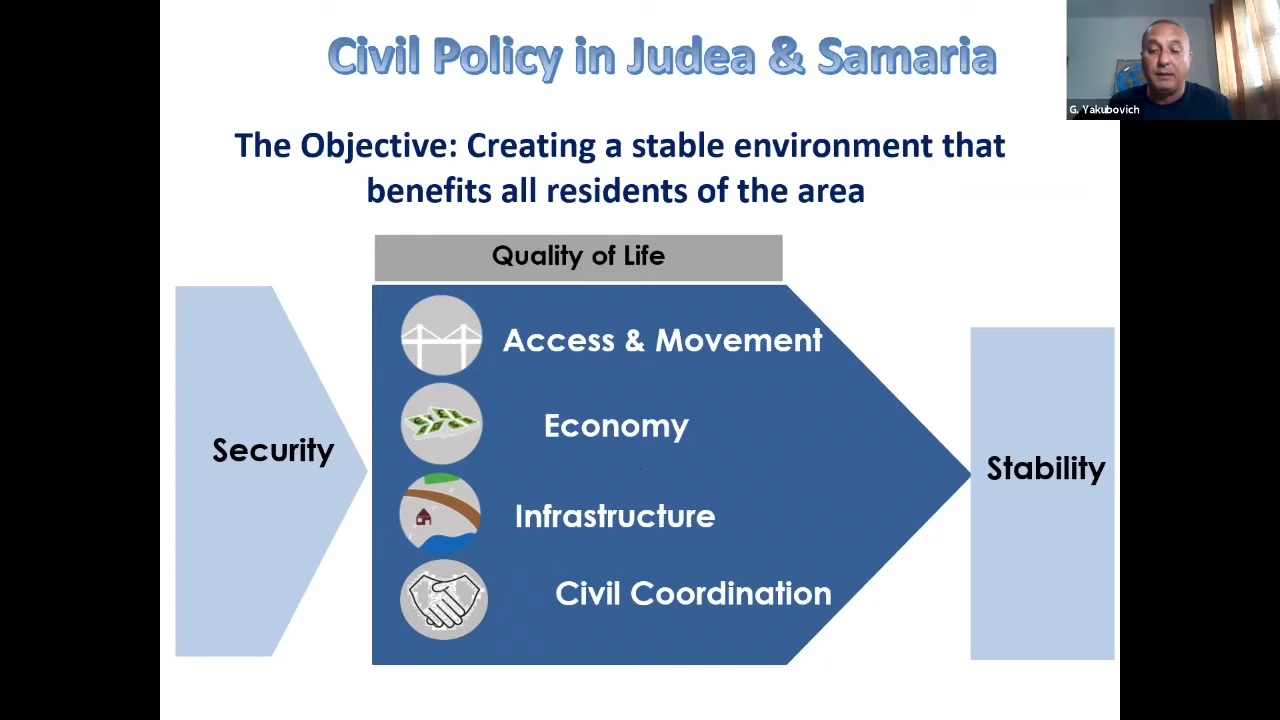 Civil Policy in Judea & Samaria
G. Yakubovich
The Objective: Creating a stable environment that
benefits all residents of the area
Quality of Life
Access & Movement
Economy
Security
Stability
Infrastructure
Civil Coordination